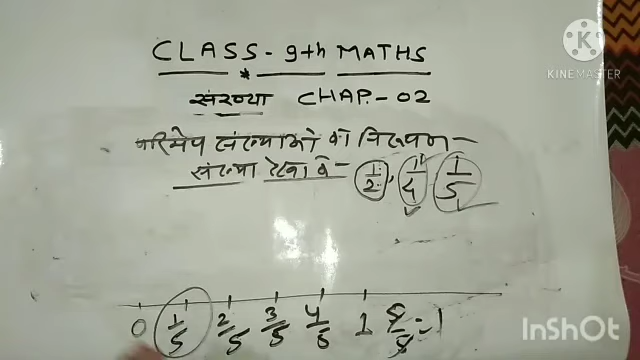 K
KINEMASTER
CLASS - 9th MATHS
*
संख्या CHAP. - 02
परिमेय संख्याओं का निरूपण -
संख्या रेखा पे - 1/2, 1/4 1/5
0 1/5 2/5 3/5 4/5 1 5/5 = 1
InShot